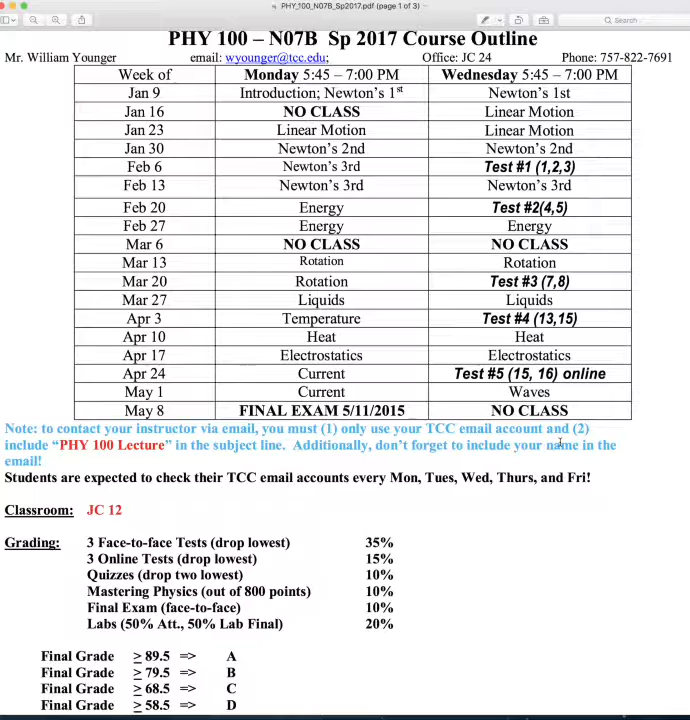 PHY_100_N07B_Sp2017.pdf (page 1 of 3)
Search
PHY 100 – N07B Sp 2017 Course Outline
Mr. William Younger email: wyounger@tcc.edu; Office: JC 24 Phone: 757-822-7691
Week of Monday 5:45 – 7:00 PM Wednesday 5:45 – 7:00 PM
Jan 9 Introduction; Newton's 1st Newton's 1st
Jan 16 NO CLASS Linear Motion
Jan 23 Linear Motion Linear Motion
Jan 30 Newton's 2nd Newton's 2nd
Feb 6 Newton's 3rd Test #1 (1,2,3)
Feb 13 Newton's 3rd Newton's 3rd
Feb 20 Energy Test #2(4,5)
Feb 27 Energy Energy
Mar 6 NO CLASS NO CLASS
Mar 13 Rotation Rotation
Mar 20 Rotation Test #3 (7,8)
Mar 27 Liquids Liquids
Apr 3 Temperature Test #4 (13,15)
Apr 10 Heat Heat
Apr 17 Electrostatics Electrostatics
Apr 24 Current Test #5 (15, 16) online
May 1 Current Waves
May 8 FINAL EXAM 5/11/2015 NO CLASS
Note: to contact your instructor via email, you must (1) only use your TCC email account and (2)
include “PHY 100 Lecture” in the subject line. Additionally, don't forget to include your name in the
email!
Students are expected to check their TCC email accounts every Mon, Tues, Wed, Thurs, and Fri!
Classroom: JC 12
Grading: 3 Face-to-face Tests (drop lowest) 35%
3 Online Tests (drop lowest) 15%
Quizzes (drop two lowest) 10%
Mastering Physics (out of 800 points) 10%
Final Exam (face-to-face) 10%
Labs (50% Att., 50% Lab Final) 20%
Final Grade ≥ 89.5 => A
Final Grade ≥ 79.5 => B
Final Grade ≥ 68.5 => C
Final Grade ≥ 58.5 => D